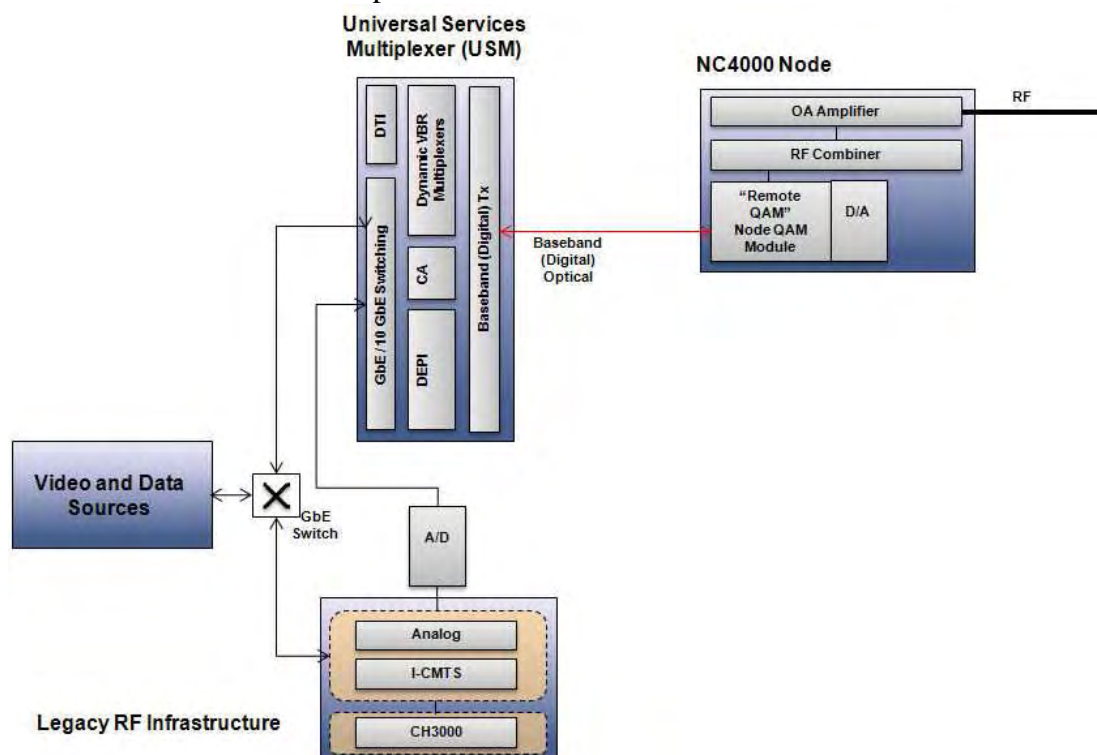 Universal Services
Multiplexer (USM)
NC4000 Node
DTI
Dynamic VBR
Multiplexers
Baseband (Digital) Tx
GbE / 10 GbE Switching
CA
DEPI
OA Amplifier
RF
RF Combiner
"Remote
QAM"
Node QAM
Module
D/A
Baseband
(Digital)
Optical
Video and Data
Sources
GbE
Switch
A/D
Analog
I-CMTS
CH3000
Legacy RF Infrastructure